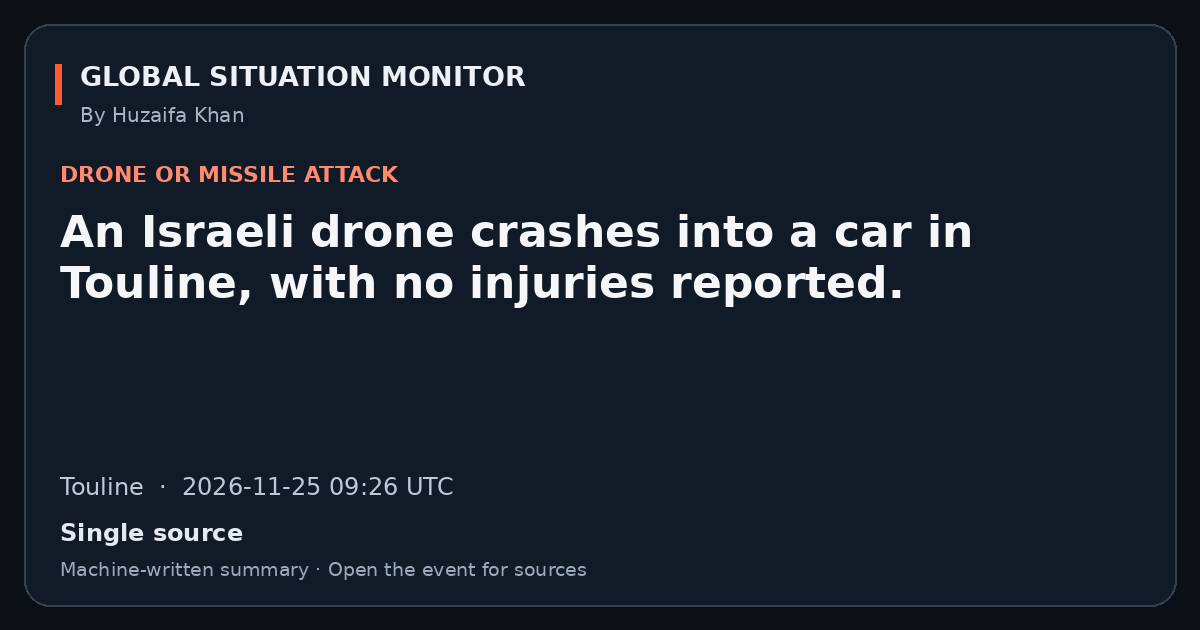 GLOBAL SITUATION MONITOR
By Huzaifa Khan
DRONE OR MISSILE ATTACK
An Israeli drone crashes into a car in
Touline, with no injuries reported.
Touline · 2026-11-25 09:26 UTC
Single source
Machine-written summary · Open the event for sources